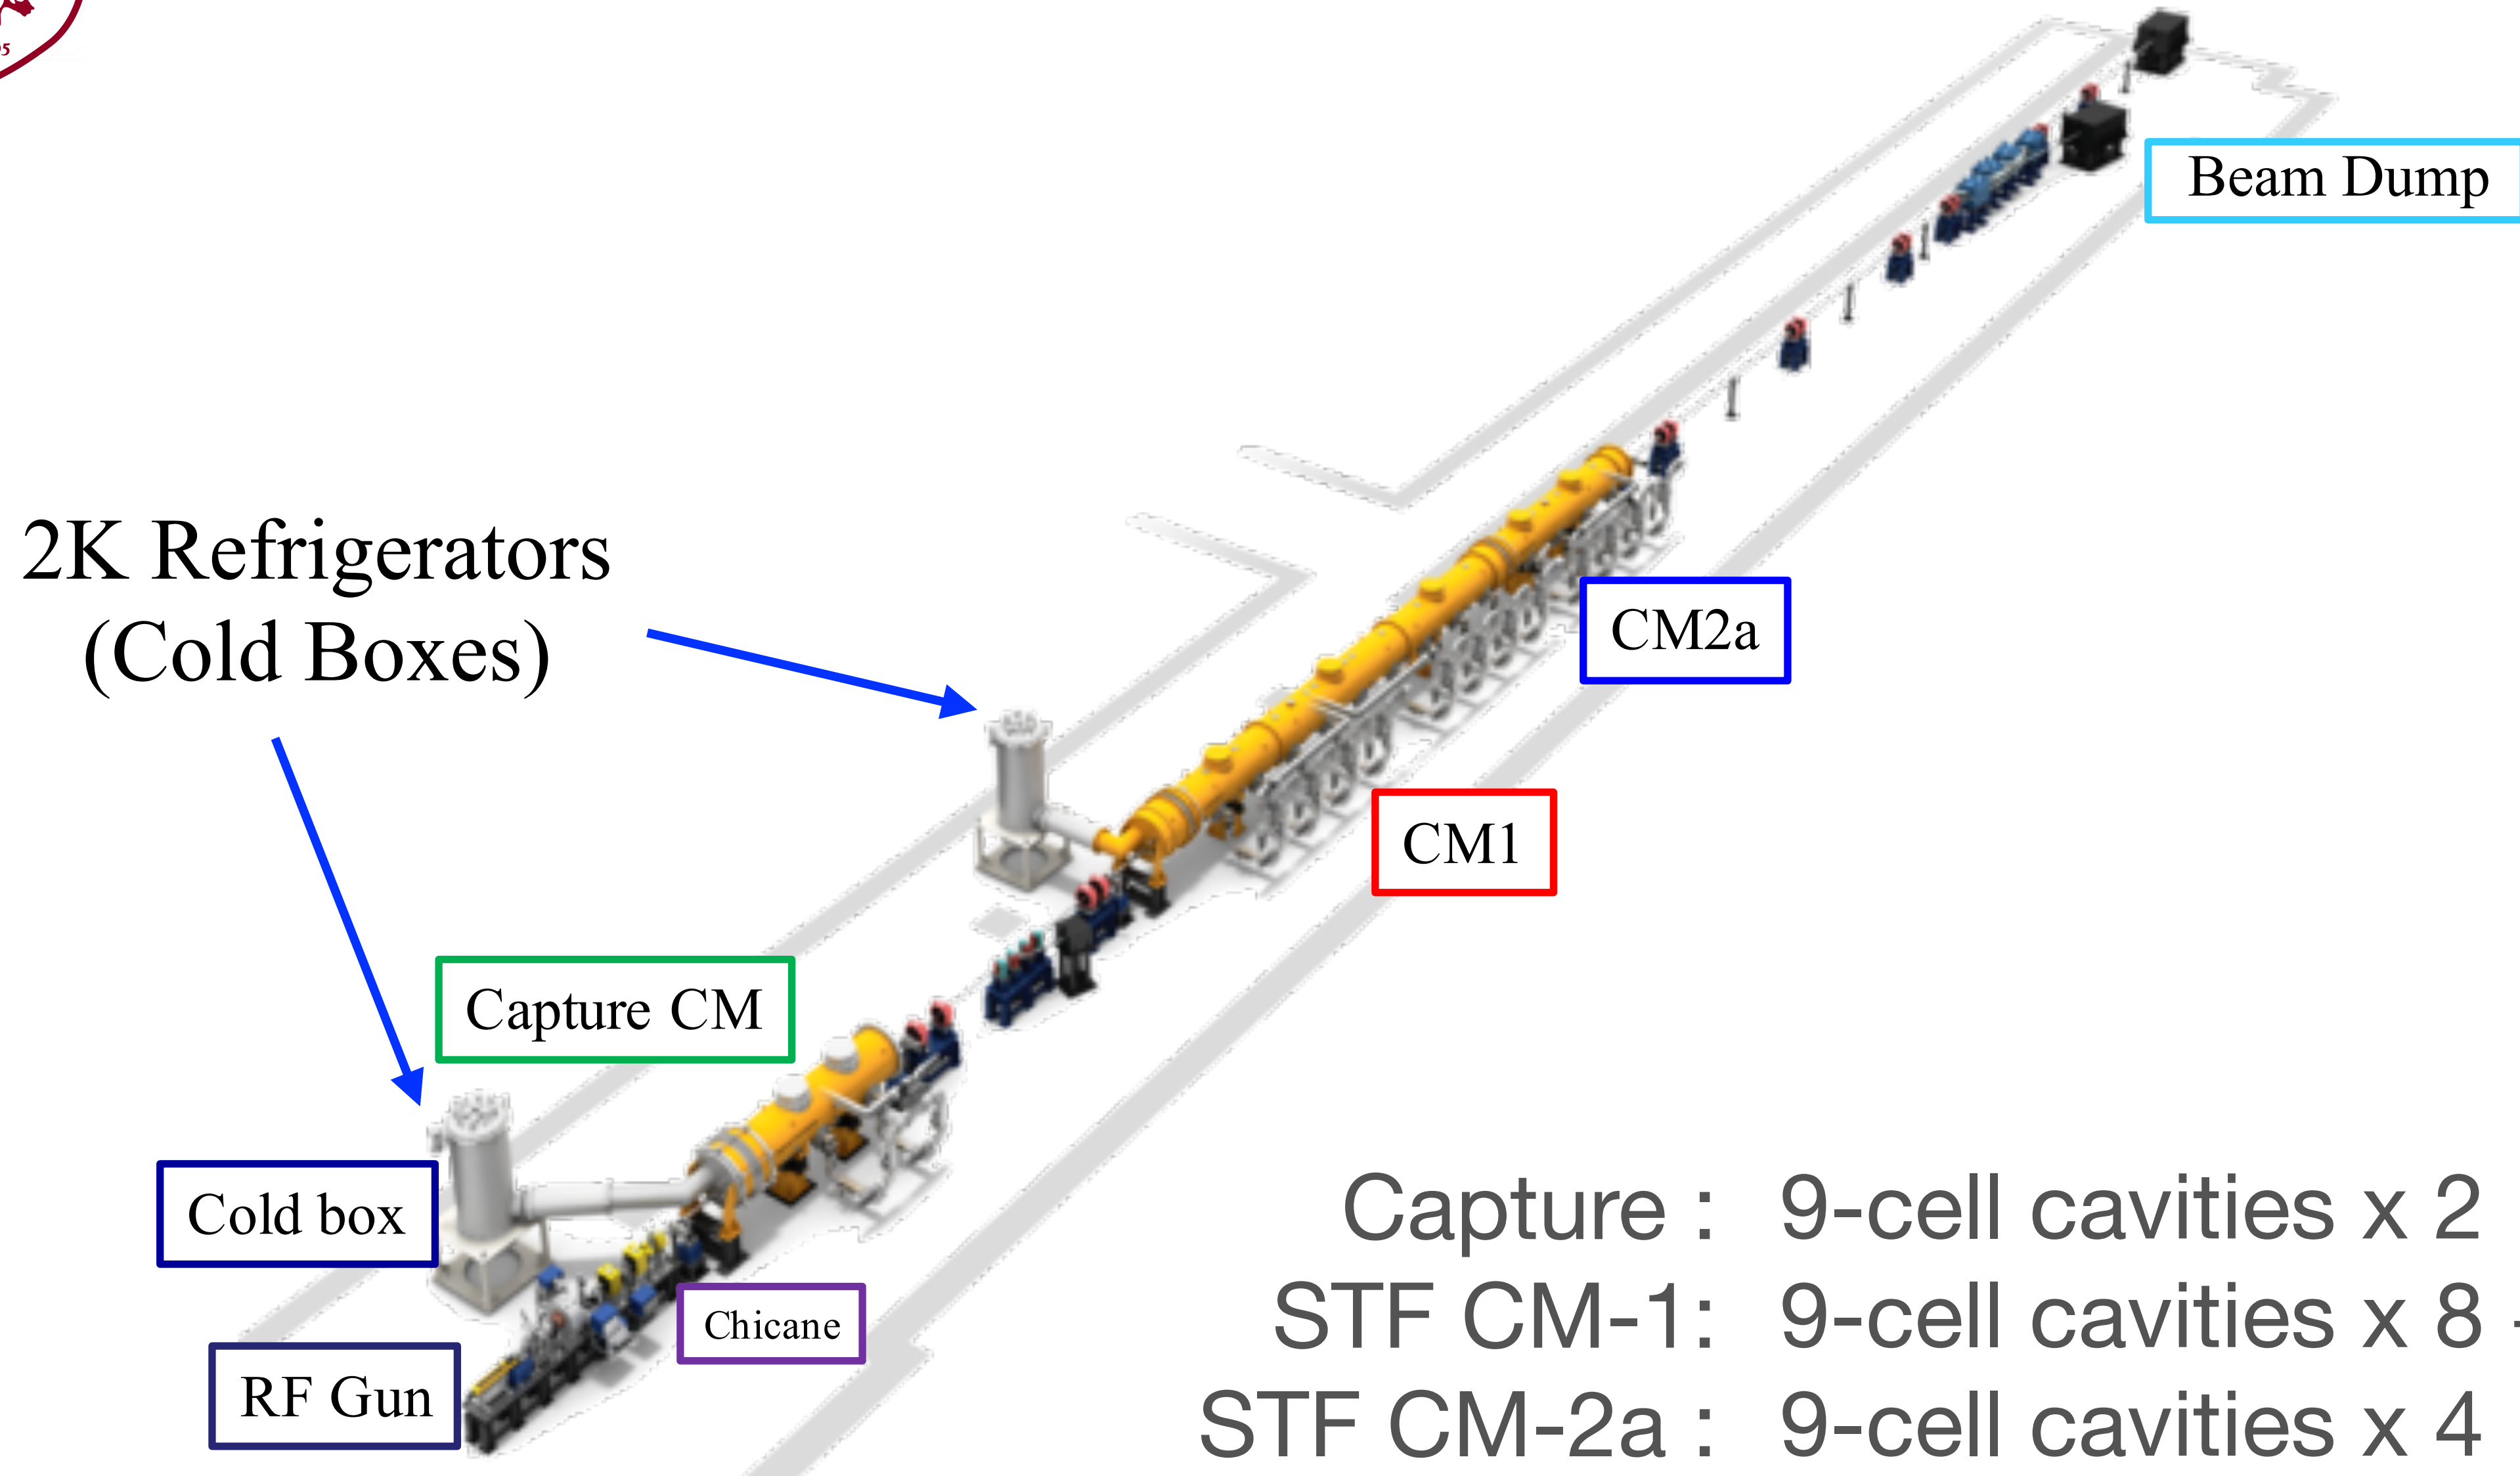 95
Beam Dump
2K Refrigerators
(Cold Boxes)
CM2a
CM1
Capture CM
Cold box
Chicane
RF Gun
Capture : 9-cell cavities x 2
STF CM-1: 9-cell cavities x 8
STF CM-2a : 9-cell cavities x 4